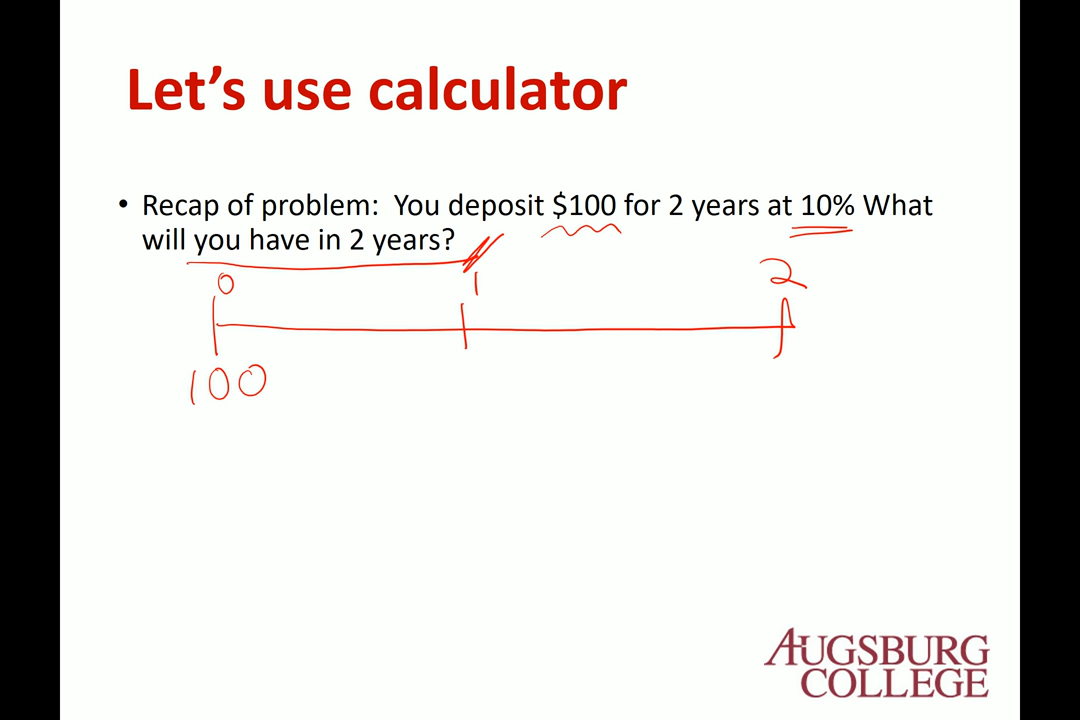 Let's use calculator
• Recap of problem: You deposit $100 for 2 years at 10% What
will you have in 2 years?
0 1 2
100
AUGSBURG
COLLEGE